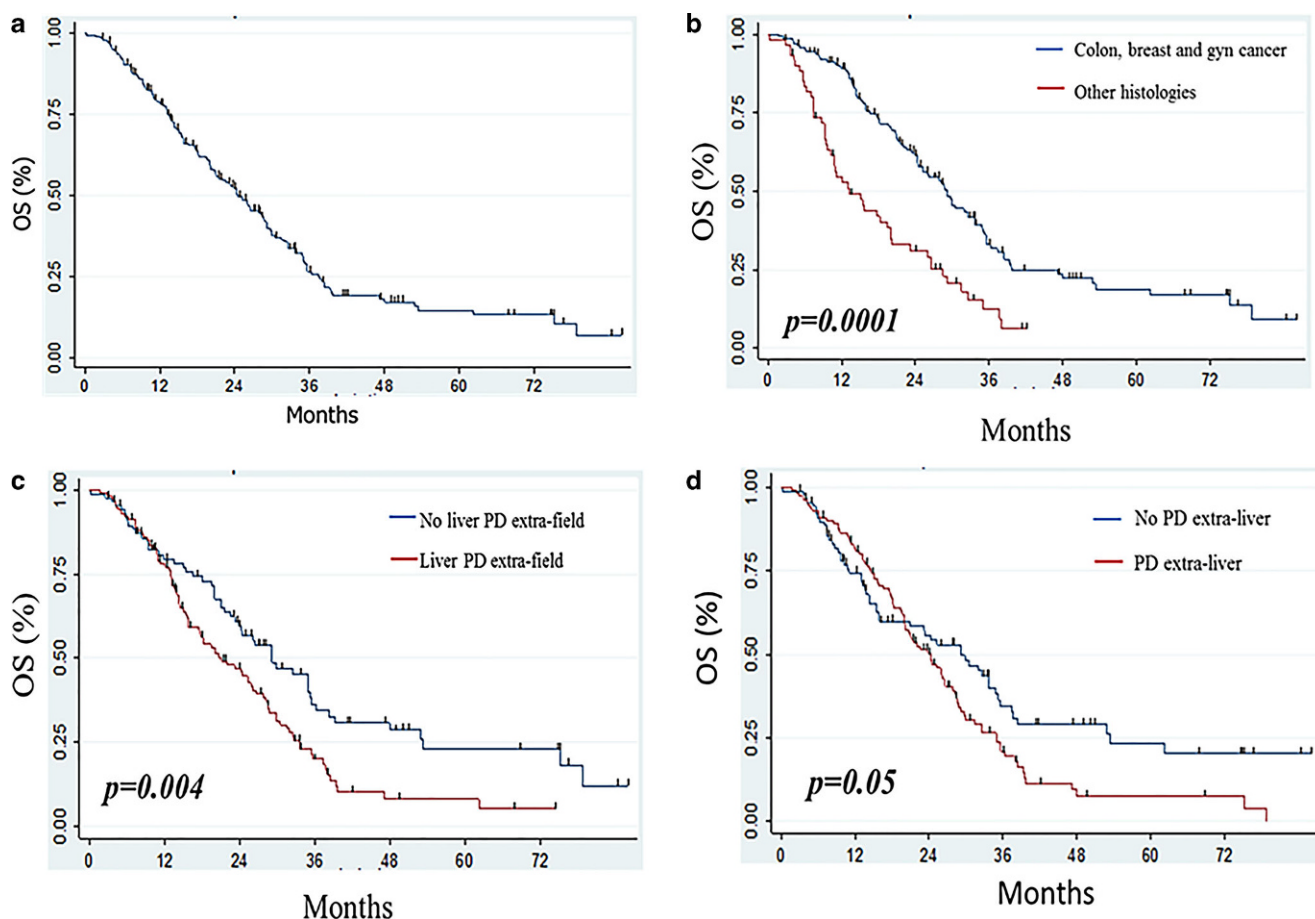 a
1.00
0.75
0.50
0.25
0.00
OS (%)
0 12 24 36 48 60 72
Months
b
1.00
0.75
0.50
0.25
0.00
OS (%)
Colon, breast and gyn cancer
Other histologies
p=0.0001
0 12 24 36 48 60 72
Months
c
1.00
0.75
0.50
0.25
0.00
OS (%)
No liver PD extra-field
Liver PD extra-field
p=0.004
0 12 24 36 48 60 72
Months
d
1.00
0.75
0.50
0.25
0.00
OS (%)
No PD extra-liver
PD extra-liver
p=0.05
0 12 24 36 48 60 72
Months